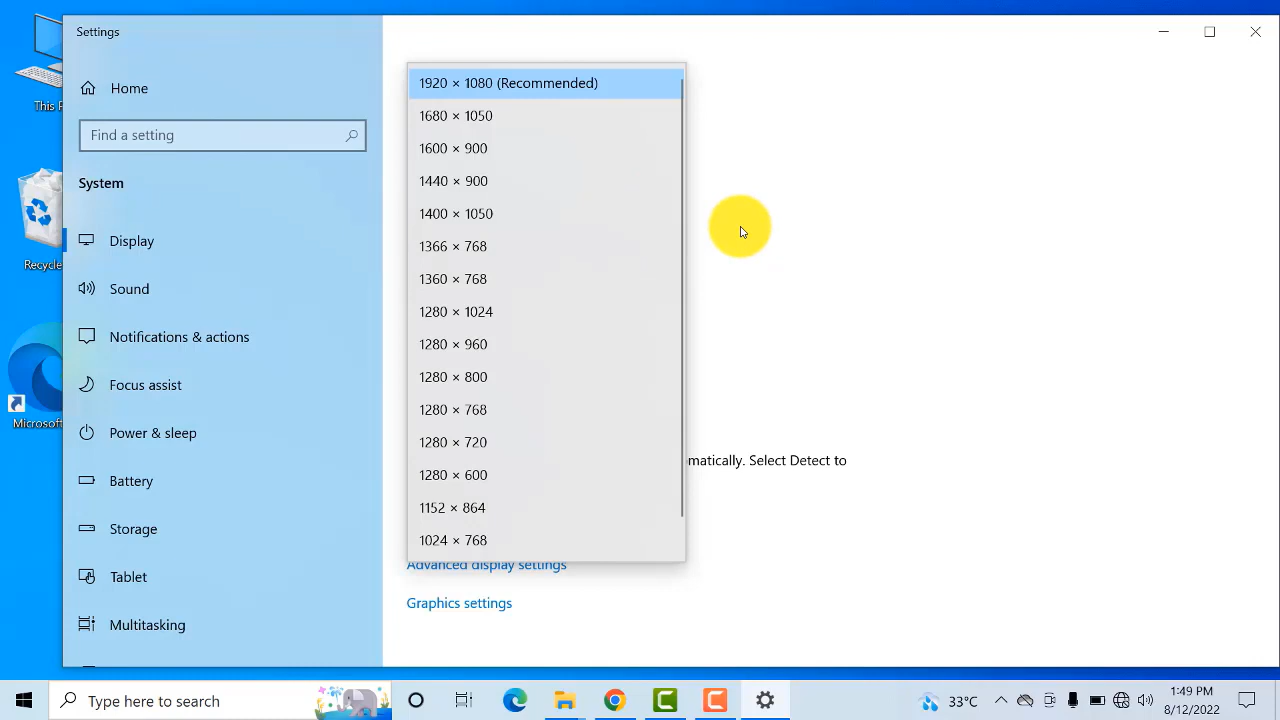 This P
Recycle
Microsoft
Settings
Home
Find a setting
System
Display
Sound
Notifications & actions
Focus assist
Power & sleep
Battery
Storage
Tablet
Multitasking
1920 × 1080 (Recommended)
1680 × 1050
1600 × 900
1440 × 900
1400 × 1050
1366 × 768
1360 × 768
1280 × 1024
1280 × 960
1280 × 800
1280 × 768
1280 × 720
1280 × 600
1152 × 864
1024 × 768
matically. Select Detect to
Advanced display settings
Graphics settings
Type here to search
33°C
1:49 PM
8/12/2022